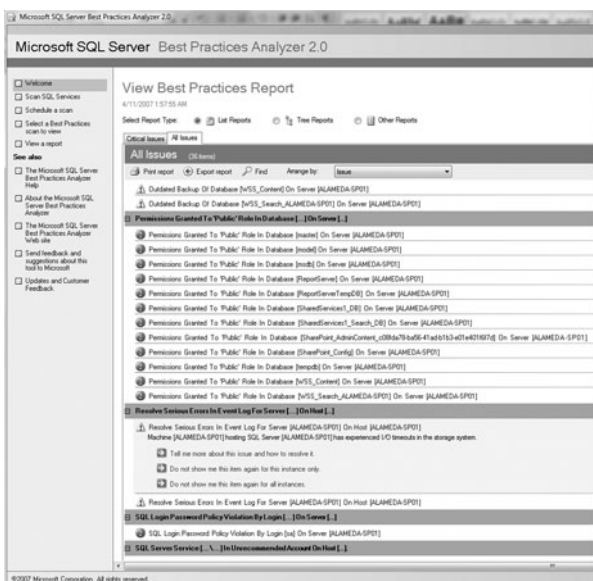 Microsoft SQL Server Best Practices Analyzer 2.0
Microsoft SQL Server Best Practices Analyzer 2.0
Welcome
Scan SQL Services
Schedule a scan
Select a Best Practices
scan to view
View a report
See also
The Microsoft SQL Server
Best Practices Analyzer
Help
About the Microsoft SQL
Server Best Practices
Analyzer
The Microsoft SQL Server
Best Practices Analyzer
Web site
Send feedback and
suggestions about this
tool to Microsoft
Updates and Customer
Feedback
View Best Practices Report
4/11/2007 1:57:55 AM
Select Report Type: List Reports Tree Reports Other Reports
Critical Issues All Issues
All Issues (36 items)
Print report Export report Find Arrange by: Issue
Outdated Backup Of Database [WSS_Content] On Server [ALAMEDA-SP01]
Outdated Backup Of Database [WSS_Search_ALAMEDA-SP01] On Server [ALAMEDA-SP01]
Permissions Granted To 'Public' Role In Database [...] On Server [...]
Permissions Granted To 'Public' Role In Database [master] On Server [ALAMEDA-SP01]
Permissions Granted To 'Public' Role In Database [model] On Server [ALAMEDA-SP01]
Permissions Granted To 'Public' Role In Database [msdb] On Server [ALAMEDA-SP01]
Permissions Granted To 'Public' Role In Database [ReportServer] On Server [ALAMEDA-SP01]
Permissions Granted To 'Public' Role In Database [ReportServerTempDB] On Server [ALAMEDA-SP01]
Permissions Granted To 'Public' Role In Database [SharedServices1_DB] On Server [ALAMEDA-SP01]
Permissions Granted To 'Public' Role In Database [SharedServices1_Search_DB] On Server [ALAMEDA-SP01]
Permissions Granted To 'Public' Role In Database On Server [ALAMEDA-SP01]
Permissions Granted To 'Public' Role In Database [SharePoint_Config] On Server [ALAMEDA-SP01]
Permissions Granted To 'Public' Role In Database [tempdb] On Server [ALAMEDA-SP01]
Permissions Granted To 'Public' Role In Database [WSS_Content] On Server [ALAMEDA-SP01]
Permissions Granted To 'Public' Role In Database [WSS_Search_ALAMEDA-SP01] On Server [ALAMEDA-SP01]
Resolve Serious Errors In Event Log For Server [...] On Host [...]
Resolve Serious Errors In Event Log For Server [ALAMEDA-SP01] On Host [ALAMEDA-SP01]
Machine [ALAMEDA-SP01] hosting SQL Server [ALAMEDA-SP01] has experienced I/O timeouts in the storage system.
Tell me more about this issue and how to resolve it.
Do not show me this item again for this instance only.
Do not show me this item again for all instances.
Resolve Serious Errors In Event Log For Server [ALAMEDA-SP01] On Host [ALAMEDA-SP01]
SQL Login Password Policy Violation By Login [...] On Server [...]
SQL Login Password Policy Violation By Login [sa] On Server [ALAMEDA-SP01]
SQL Server Service [...\...] In Unrecommended Account On Host [...]
©2007 Microsoft Corporation. All rights reserved.